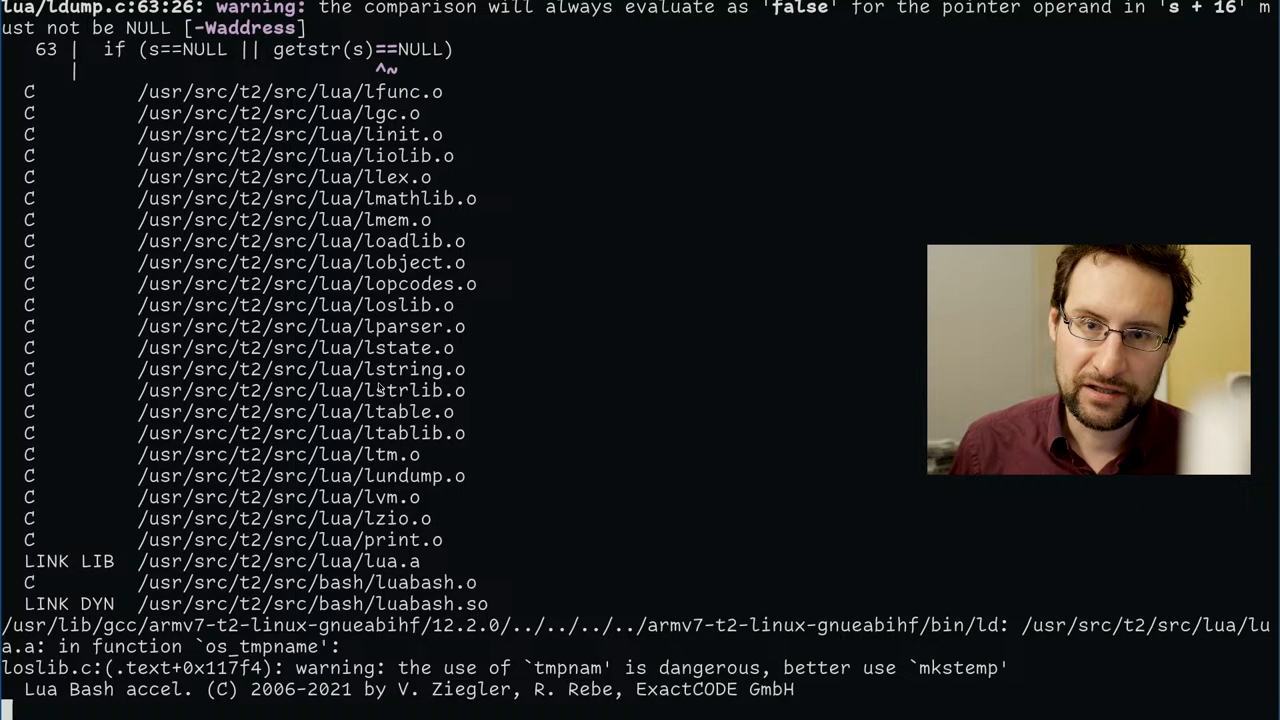 lua/ldump.c:63:26: warning: the comparison will always evaluate as 'false' for the pointer operand in 's + 16' m
ust not be NULL [-Waddress]
63 | if (s==NULL || getstr(s)==NULL)
| ^~
C /usr/src/t2/src/lua/lfunc.o
C /usr/src/t2/src/lua/lgc.o
C /usr/src/t2/src/lua/linit.o
C /usr/src/t2/src/lua/liolib.o
C /usr/src/t2/src/lua/llex.o
C /usr/src/t2/src/lua/lmathlib.o
C /usr/src/t2/src/lua/lmem.o
C /usr/src/t2/src/lua/loadlib.o
C /usr/src/t2/src/lua/lobject.o
C /usr/src/t2/src/lua/lopcodes.o
C /usr/src/t2/src/lua/loslib.o
C /usr/src/t2/src/lua/lparser.o
C /usr/src/t2/src/lua/lstate.o
C /usr/src/t2/src/lua/lstring.o
C /usr/src/t2/src/lua/lstrlib.o
C /usr/src/t2/src/lua/ltable.o
C /usr/src/t2/src/lua/ltablib.o
C /usr/src/t2/src/lua/ltm.o
C /usr/src/t2/src/lua/lundump.o
C /usr/src/t2/src/lua/lvm.o
C /usr/src/t2/src/lua/lzio.o
C /usr/src/t2/src/lua/print.o
LINK LIB /usr/src/t2/src/lua/lua.a
C /usr/src/t2/src/bash/luabash.o
LINK DYN /usr/src/t2/src/bash/luabash.so
/usr/lib/gcc/armv7-t2-linux-gnueabihf/12.2.0/../../../../armv7-t2-linux-gnueabihf/bin/ld: /usr/src/t2/src/lua/lu
a.a: in function `os_tmpname':
loslib.c:(.text+0x117f4): warning: the use of `tmpnam' is dangerous, better use `mkstemp'
Lua Bash accel. (C) 2006-2021 by V. Ziegler, R. Rebe, ExactCODE GmbH